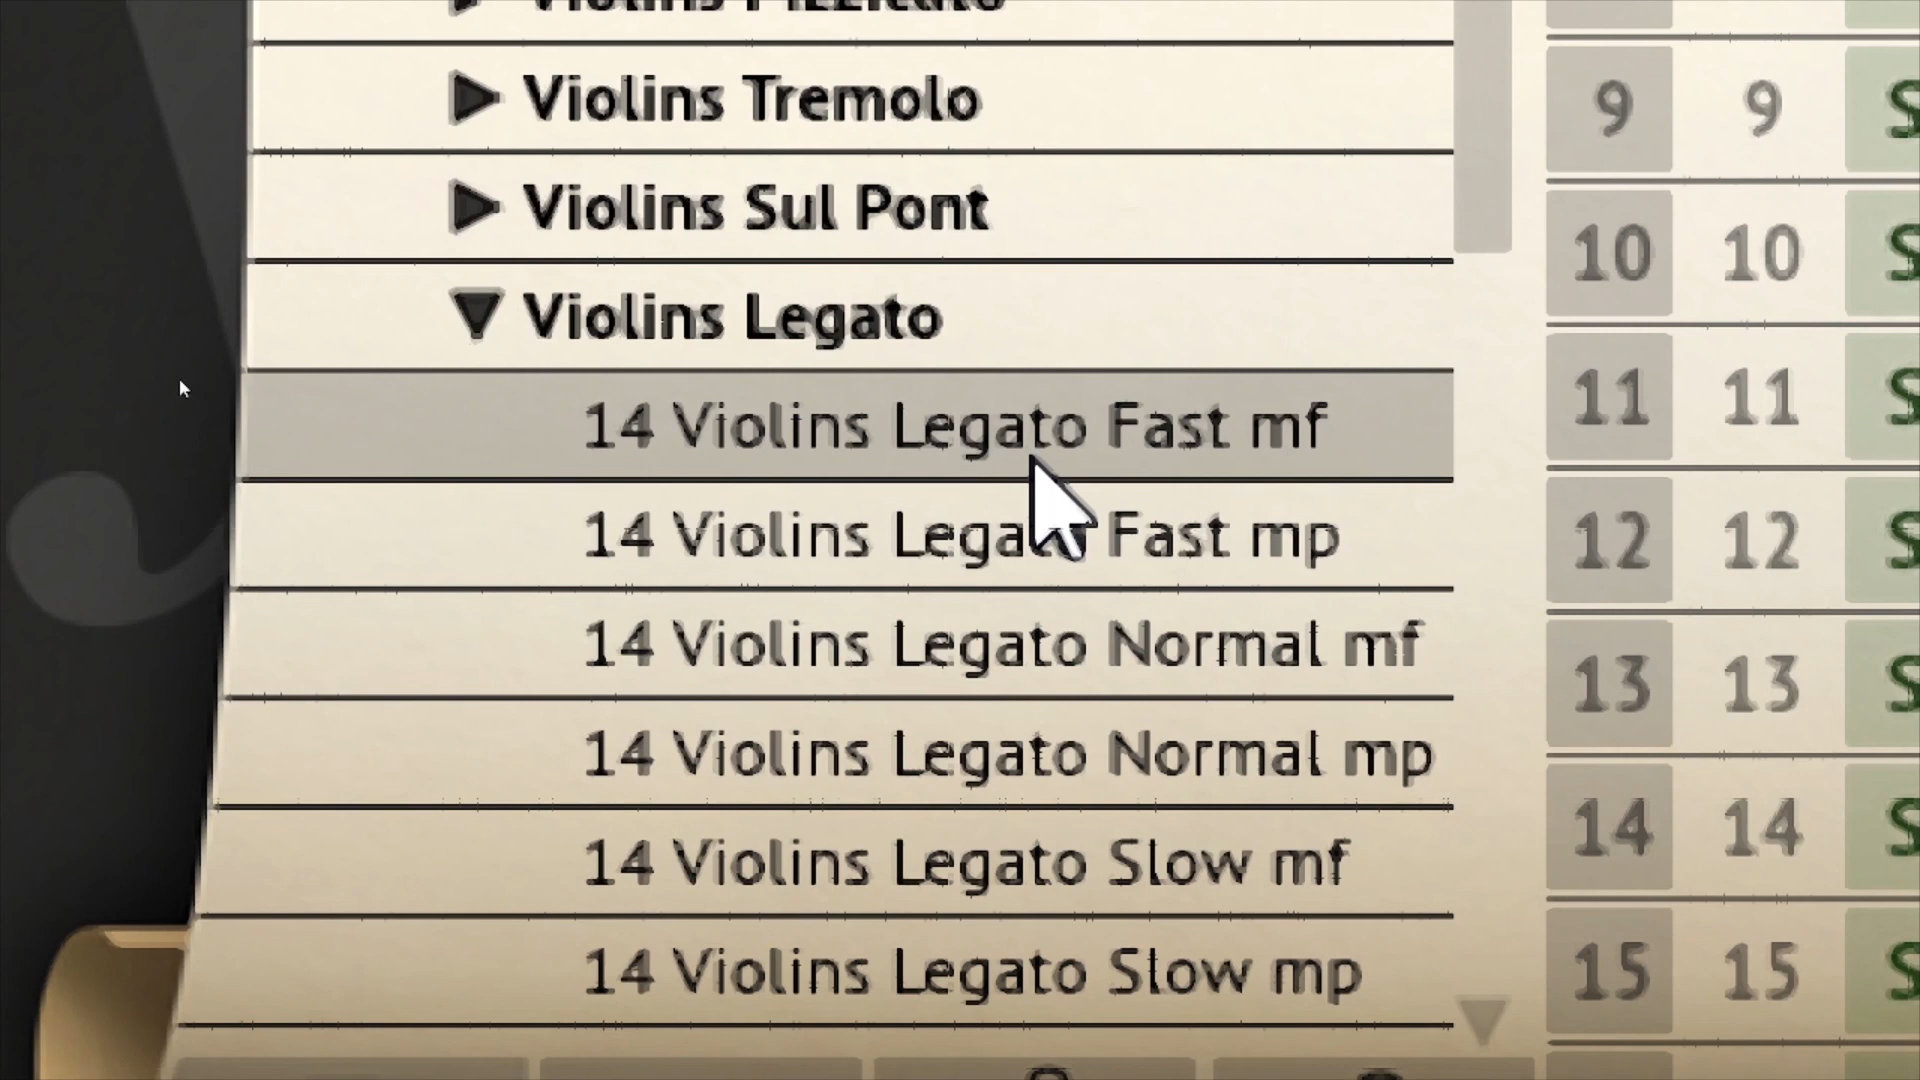 Violins Pizzicato
Violins Tremolo
Violins Sul Pont
Violins Legato
14 Violins Legato Fast mf
14 Violins Legato Fast mp
14 Violins Legato Normal mf
14 Violins Legato Normal mp
14 Violins Legato Slow mf
14 Violins Legato Slow mp
9 9 S
10 10 S
11 11 S
12 12 S
13 13 S
14 14 S
15 15 S